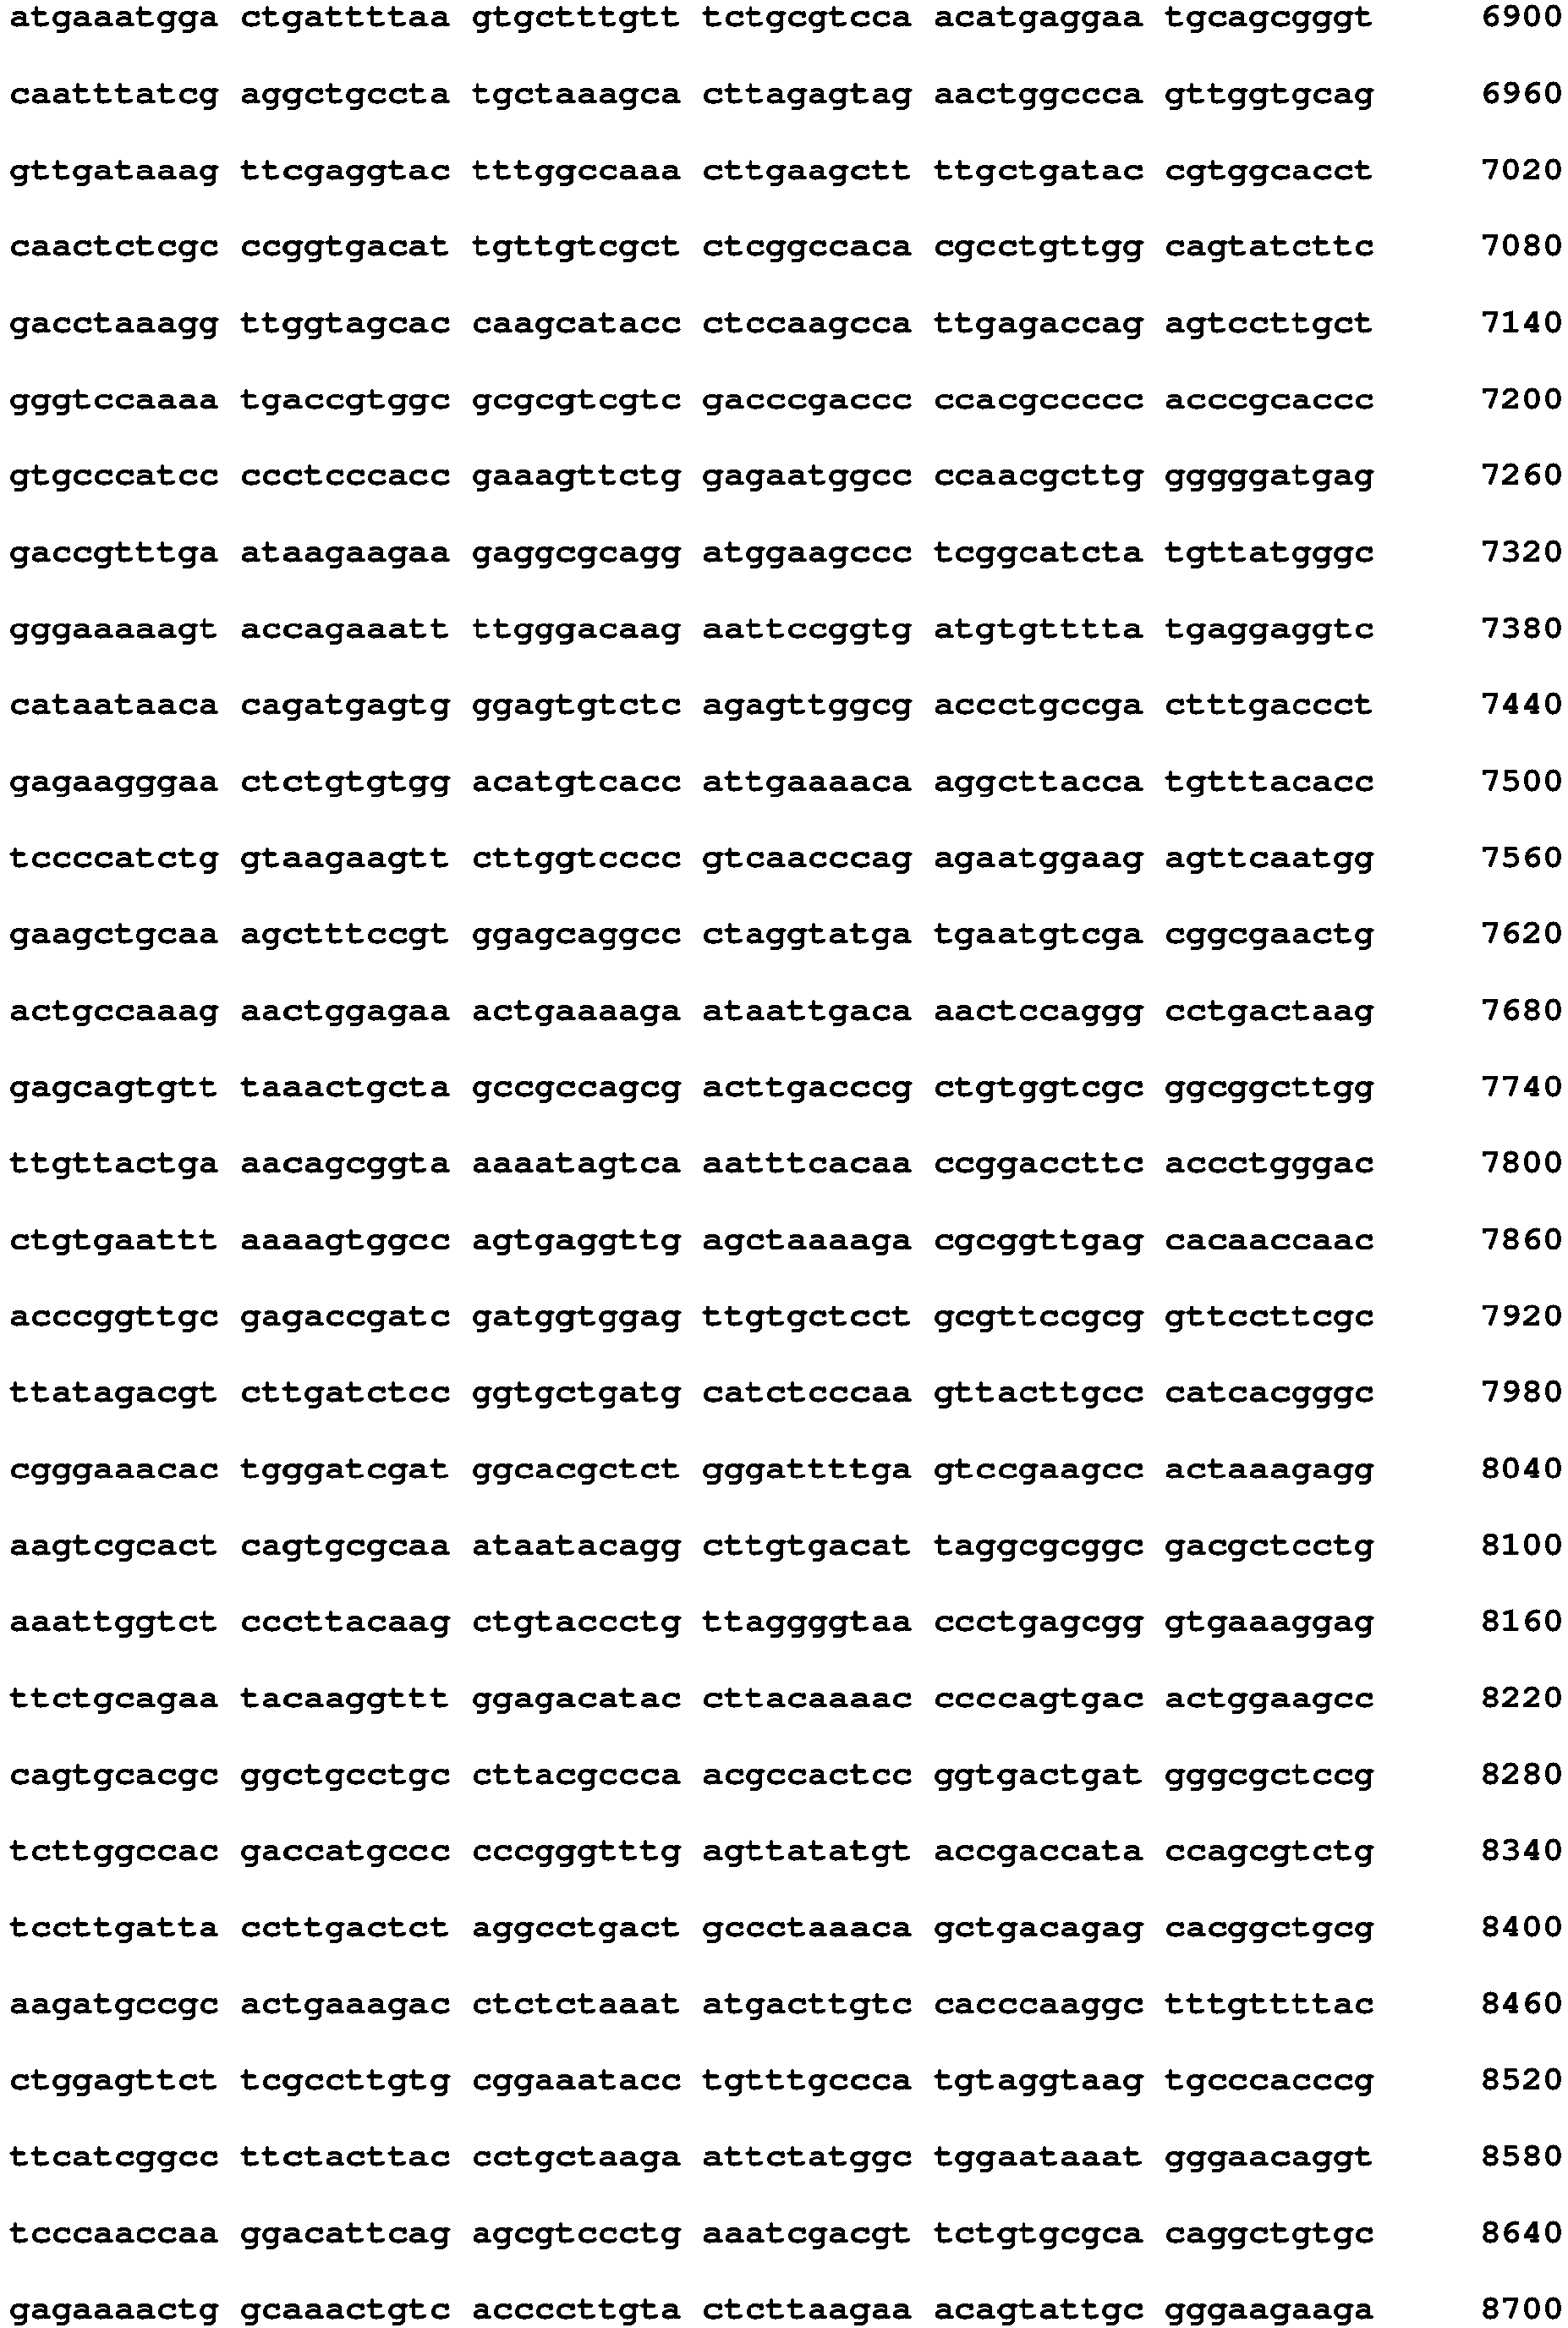 atgaaatgga ctgattttaa gtgctttgtt tctgcgtcca acatgaggaa tgcagcgggt 6900
caatttatcg aggctgccta tgctaaagca cttagagtag aactggccca gttggtgcag 6960
gttgataaag ttcgaggtac tttggccaaa cttgaagctt ttgctgatac cgtggcacct 7020
caactctcgc ccggtgacat tgttgtcgct ctcggccaca cgcctgttgg cagtatcttc 7080
gacctaaagg ttggtagcac caagcatacc ctccaagcca ttgagaccag agtccttgct 7140
gggtccaaaa tgaccgtggc gcgcgtcgtc gacccgaccc ccacgccccc acccgcaccc 7200
gtgcccatcc ccctcccacc gaaagttctg gagaatggcc ccaacgcttg gggggatgag 7260
gaccgtttga ataagaagaa gaggcgcagg atggaagccc tcggcatcta tgttatgggc 7320
gggaaaaagt accagaaatt ttgggacaag aattccggtg atgtgtttta tgaggaggtc 7380
cataataaca cagatgagtg ggagtgtctc agagttggcg accctgccga ctttgaccct 7440
gagaagggaa ctctgtgtgg acatgtcacc attgaaaaca aggcttacca tgtttacacc 7500
tccccatctg gtaagaagtt cttggtcccc gtcaacccag agaatggaag agttcaatgg 7560
gaagctgcaa agctttccgt ggagcaggcc ctaggtatga tgaatgtcga cggcgaactg 7620
actgccaaag aactggagaa actgaaaaga ataattgaca aactccaggg cctgactaag 7680
gagcagtgtt taaactgcta gccgccagcg acttgacccg ctgtggtcgc ggcggcttgg 7740
ttgttactga aacagcggta aaaatagtca aatttcacaa ccggaccttc accctgggac 7800
ctgtgaattt aaaagtggcc agtgaggttg agctaaaaga cgcggttgag cacaaccaac 7860
acccggttgc gagaccgatc gatggtggag ttgtgctcct gcgttccgcg gttccttcgc 7920
ttatagacgt cttgatctcc ggtgctgatg catctcccaa gttacttgcc catcacgggc 7980
cgggaaacac tgggatcgat ggcacgctct gggattttga gtccgaagcc actaaagagg 8040
aagtcgcact cagtgcgcaa ataatacagg cttgtgacat taggcgcggc gacgctcctg 8100
aaattggtct cccttacaag ctgtaccctg ttaggggtaa ccctgagcgg gtgaaaggag 8160
ttctgcagaa tacaaggttt ggagacatac cttacaaaac ccccagtgac actggaagcc 8220
cagtgcacgc ggctgcctgc cttacgccca acgccactcc ggtgactgat gggcgctccg 8280
tcttggccac gaccatgccc cccgggtttg agttatatgt accgaccata ccagcgtctg 8340
tccttgatta ccttgactct aggcctgact gccctaaaca gctgacagag cacggctgcg 8400
aagatgccgc actgaaagac ctctctaaat atgacttgtc cacccaaggc tttgttttac 8460
ctggagttct tcgccttgtg cggaaatacc tgtttgccca tgtaggtaag tgcccacccg 8520
ttcatcggcc ttctacttac cctgctaaga attctatggc tggaataaat gggaacaggt 8580
tcccaaccaa ggacattcag agcgtccctg aaatcgacgt tctgtgcgca caggctgtgc 8640
gagaaaactg gcaaactgtc accccttgta ctcttaagaa acagtattgc gggaagaaga 8700